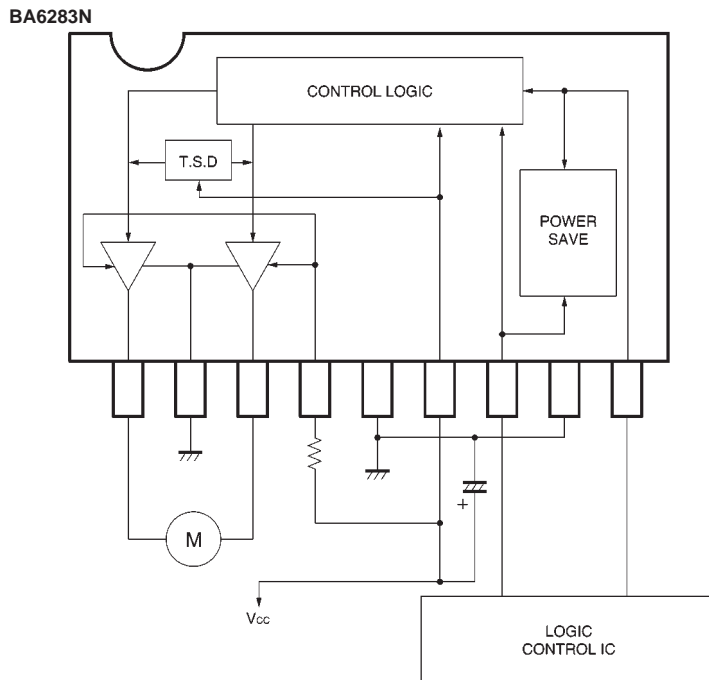 BA6283N
CONTROL LOGIC
T.S.D
POWER
SAVE
M
+
Vcc
LOGIC
CONTROL IC